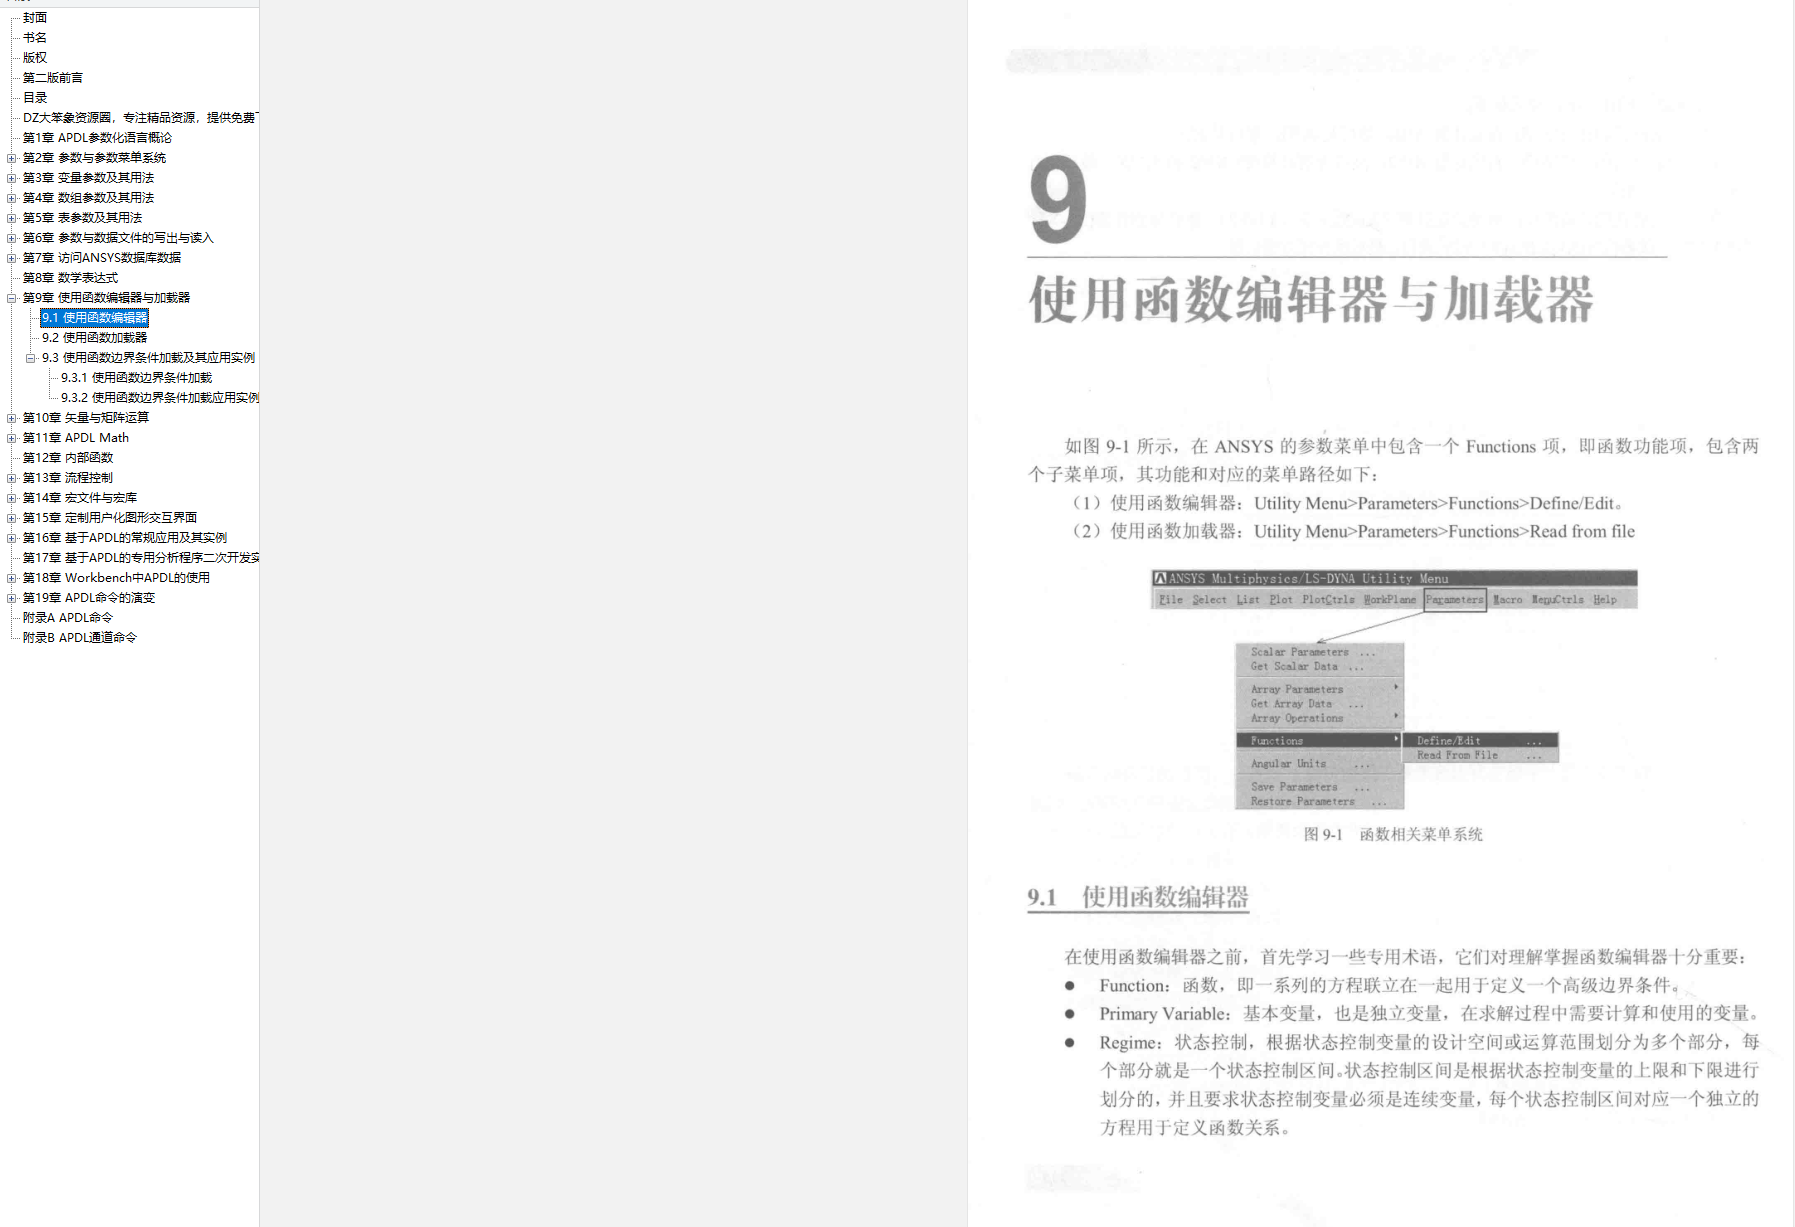 封面
书名
版权
第二版前言
目录
DZ大笨象资源圈，专注精品资源，提供免费
第1章 APDL参数化语言概论
第2章 参数与参数菜单系统
第3章 变量参数及其用法
第4章 数组参数及其用法
第5章 表参数及其用法
第6章 参数与数据文件的写出与读入
第7章 访问ANSYS数据库数据
第8章 数学表达式
第9章 使用函数编辑器与加载器
9.1 使用函数编辑器
9.2 使用函数加载器
9.3 使用函数边界条件加载及其应用实例
9.3.1 使用函数边界条件加载
9.3.2 使用函数边界条件加载应用实例
第10章 矢量与矩阵运算
第11章 APDL Math
第12章 内部函数
第13章 流程控制
第14章 宏文件与宏库
第15章 定制用户化图形交互界面
第16章 基于APDL的常规应用及其实例
第17章 基于APDL的专用分析程序二次开发实
第18章 Workbench中APDL的使用
第19章 APDL命令的演变
附录A APDL命令
附录B APDL通道命令
9
使用函数编辑器与加载器
如图 9-1 所示，在 ANSYS 的参数菜单中包含一个 Functions 项，即函数功能项，包含两
个子菜单项，其功能和对应的菜单路径如下：
（1）使用函数编辑器：Utility Menu>Parameters>Functions>Define/Edit。
（2）使用函数加载器：Utility Menu>Parameters>Functions>Read from file
ANSYS Multiphysics/LS-DYNA Utility Menu
File Select List Plot PlotCtrls WorkPlane Parameters Macro MenuCtrls Help
Scalar Parameters ...
Get Scalar Data ...
Array Parameters
Get Array Data ...
Array Operations
Functions
Define/Edit ...
Read From File ...
Angular Units ...
Save Parameters ...
Restore Parameters ...
图 9-1 函数相关菜单系统
9.1 使用函数编辑器
在使用函数编辑器之前，首先学习一些专用术语，它们对理解掌握函数编辑器十分重要：
● Function：函数，即一系列的方程联立在一起用于定义一个高级边界条件。
● Primary Variable：基本变量，也是独立变量，在求解过程中需要计算和使用的变量。
● Regime：状态控制，根据状态控制变量的设计空间或运算范围划分为多个部分，每
个部分就是一个状态控制区间。状态控制区间是根据状态控制变量的上限和下限进行
划分的，并且要求状态控制变量必须是连续变量，每个状态控制区间对应一个独立的
方程用于定义函数关系。